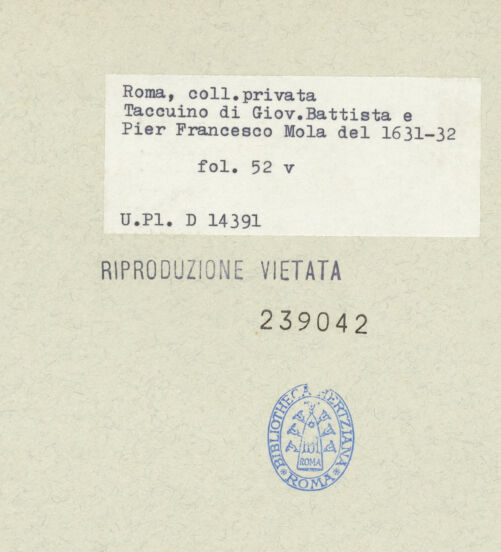 Roma, coll.privata
Taccuino di Giov.Battista e
Pier Francesco Mola del 1631-32
fol. 52 v
U.Pl. D 14391
RIPRODUZIONE VIETATA
239042
BIBLIOTHECA HERTZIANA
ROMA
ROMA